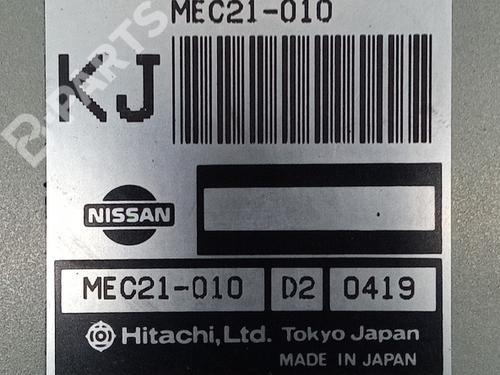 MEC21-010
KJ
NISSAN
MEC21-010 D2 0419
Hitachi, Ltd. Tokyo Japan
MADE IN JAPAN
B-PARTS